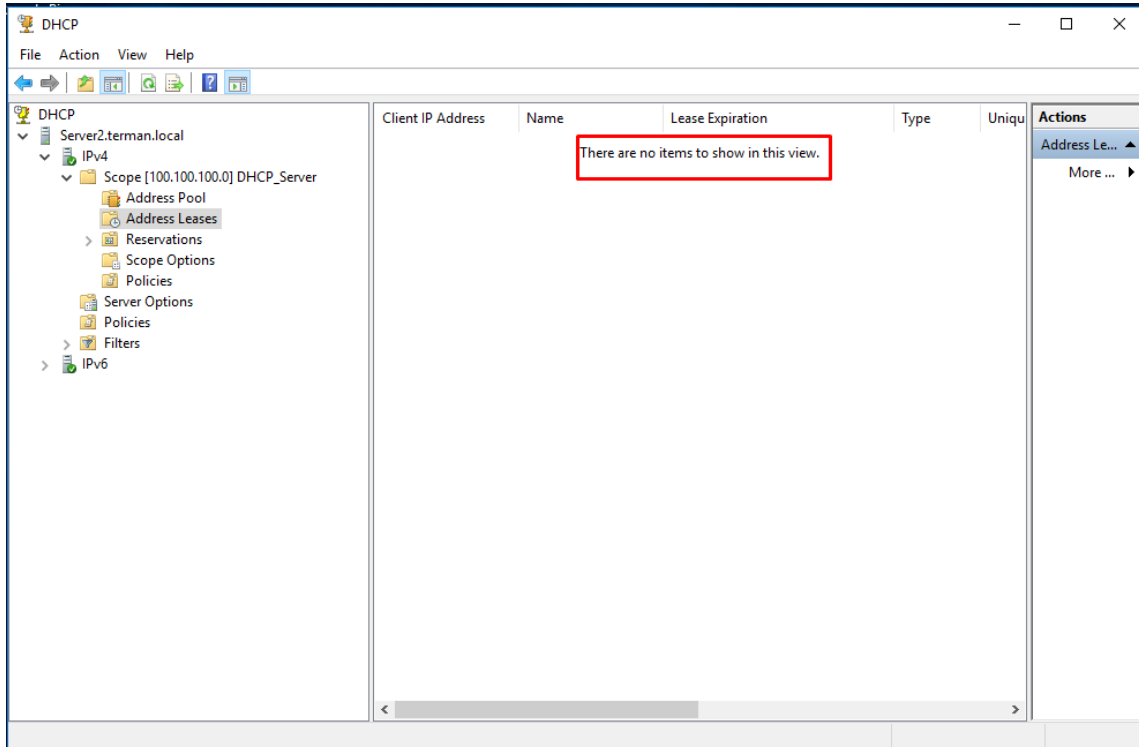 DHCP
File Action View Help
DHCP
Server2.terman.local
IPv4
Scope [100.100.100.0] DHCP_Server
Address Pool
Address Leases
Reservations
Scope Options
Policies
Server Options
Policies
Filters
IPv6
Client IP Address Name Lease Expiration Type Uniqu
There are no items to show in this view.
Actions
Address Le...
More ...